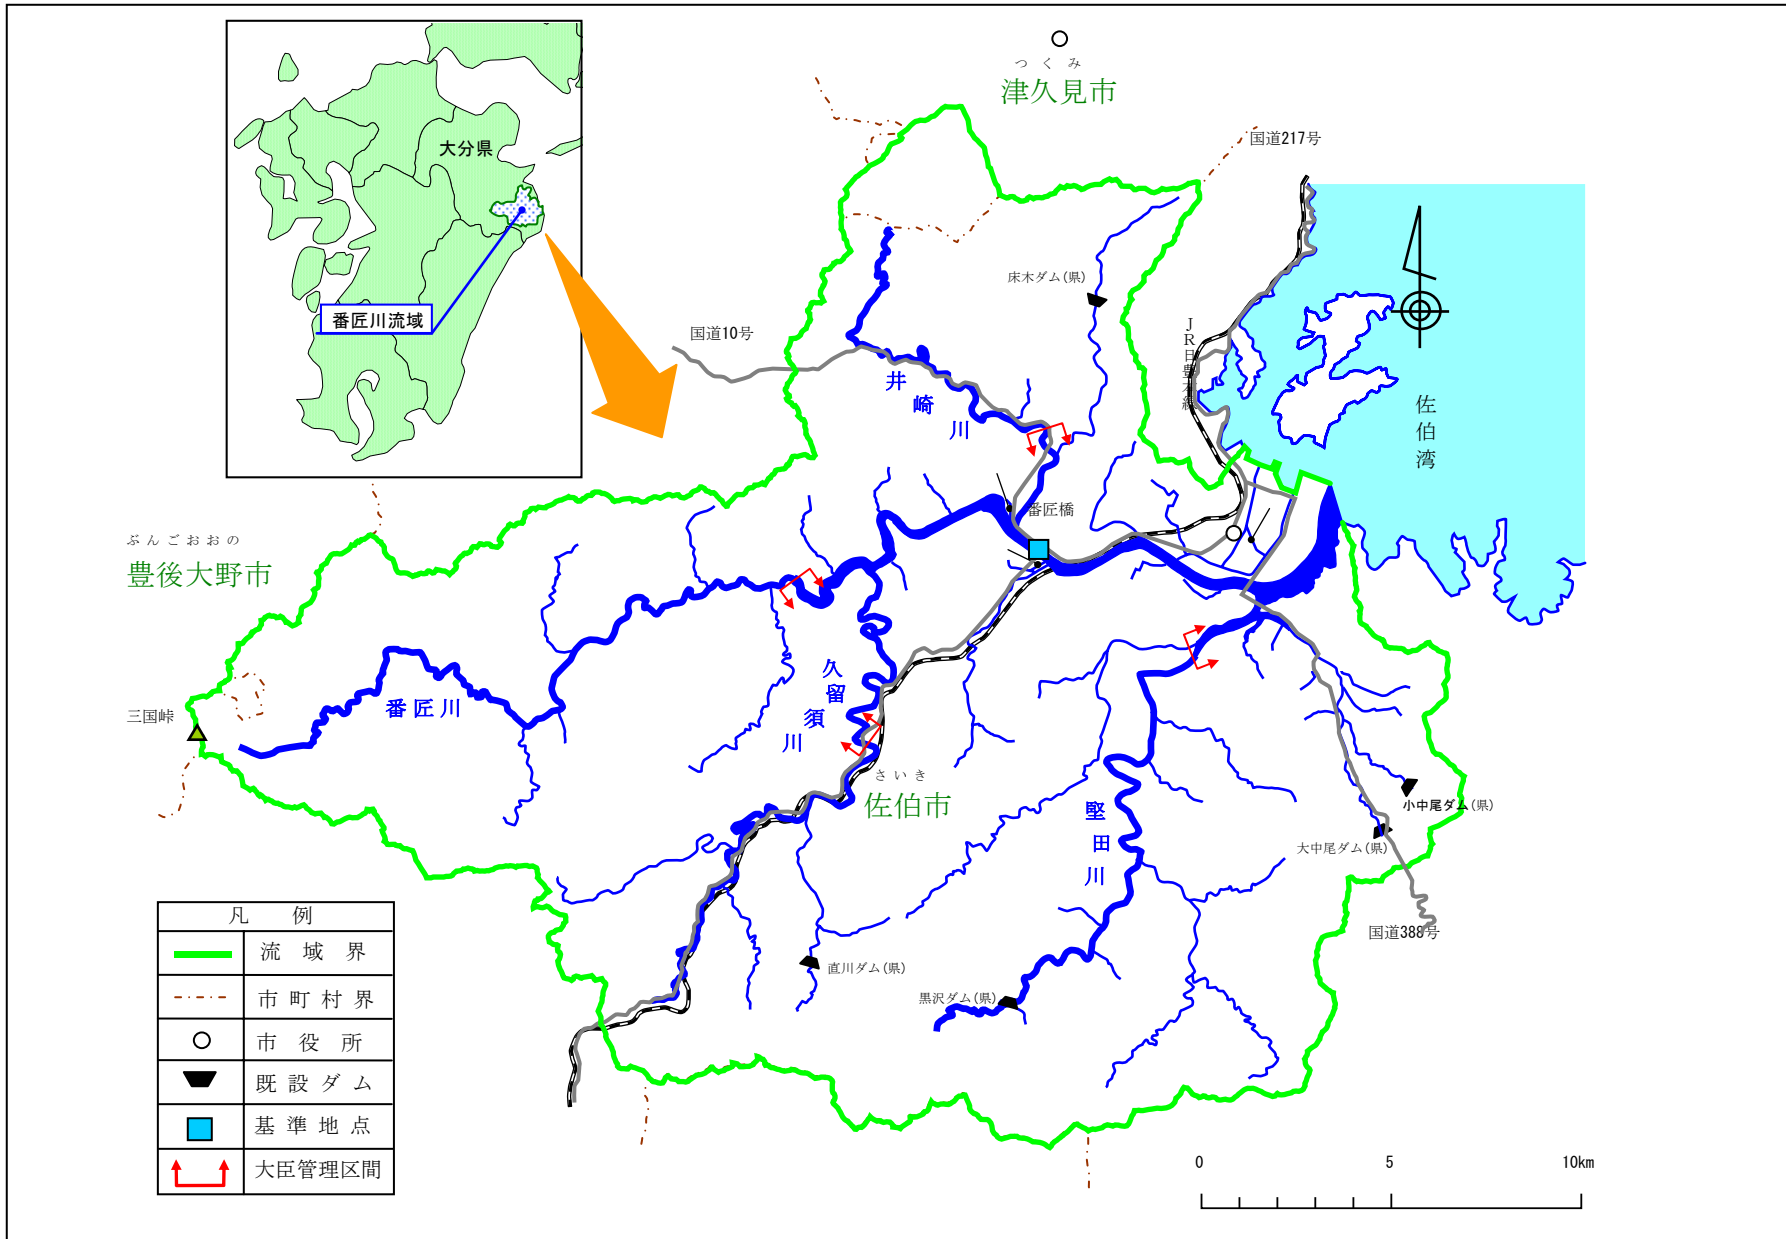 つくみ
津久見市
国道217号
大分県
番匠川流域
床木ダム(県)
国道10号
JR日豊本線
井崎川
佐伯湾
番匠橋
ぶんごおおの
豊後大野市
久留須川
番匠川
三国峠
さいき
佐伯市
堅田川
小中尾ダム(県)
大中尾ダム(県)
国道388号
直川ダム(県)
黒沢ダム(県)
凡例
流域界
市町村界
市役所
既設ダム
基準地点
大臣管理区間
0 5 10km